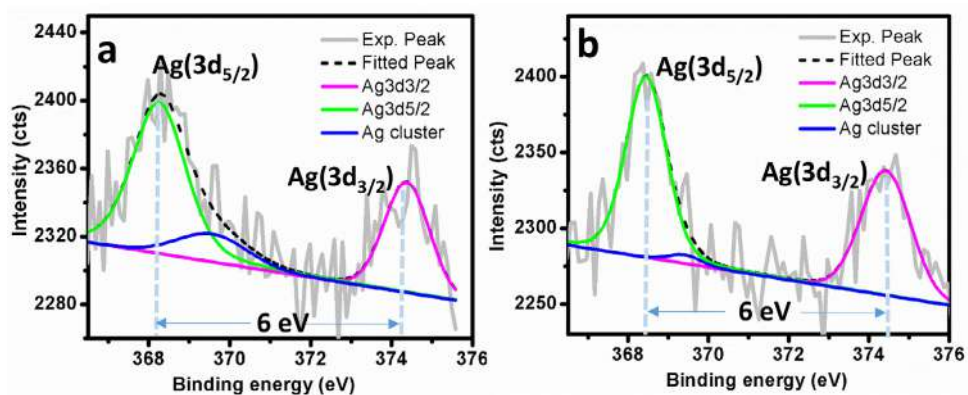 a
Ag(3d5/2)
Exp. Peak
Fitted Peak
Ag3d3/2
Ag3d5/2
Ag cluster
Ag(3d3/2)
6 eV
2440
2400
2360
2320
2280
Intensity (cts)
368 370 372 374 376
Binding energy (eV)
b
Ag(3d5/2)
Exp. Peak
Fitted Peak
Ag3d3/2
Ag3d5/2
Ag cluster
Ag(3d3/2)
6 eV
2400
2350
2300
2250
Intensity (cts)
368 370 372 374 376
Binding energy (eV)